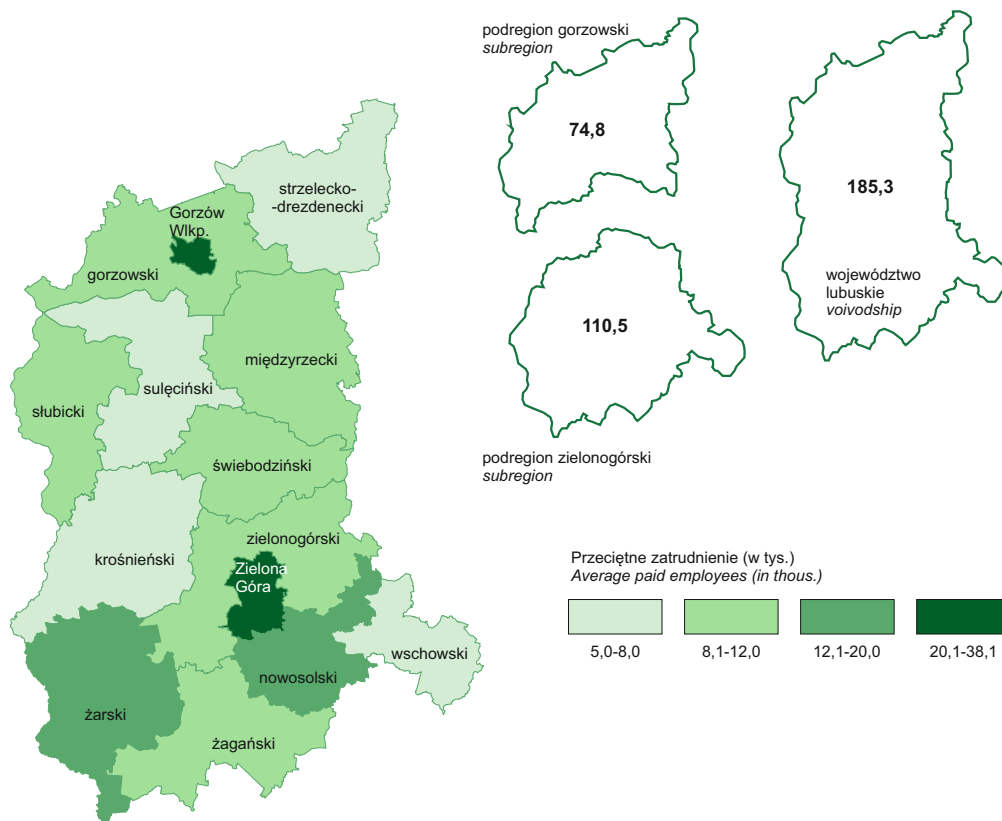 podregion gorzowski
subregion
74,8
185,3
województwo
lubuskie
voivodship
110,5
podregion zielonogórski
subregion
strzelecko-
-drezdenecki
Gorzów
Wlkp.
gorzowski
międzyrzecki
sulęciński
słubicki
świebodziński
zielonogórski
krośnieński
Zielona
Góra
wschowski
nowosolski
żarski
żagański
Przeciętne zatrudnienie (w tys.)
Average paid employees (in thous.)
5,0-8,0
8,1-12,0
12,1-20,0
20,1-38,1